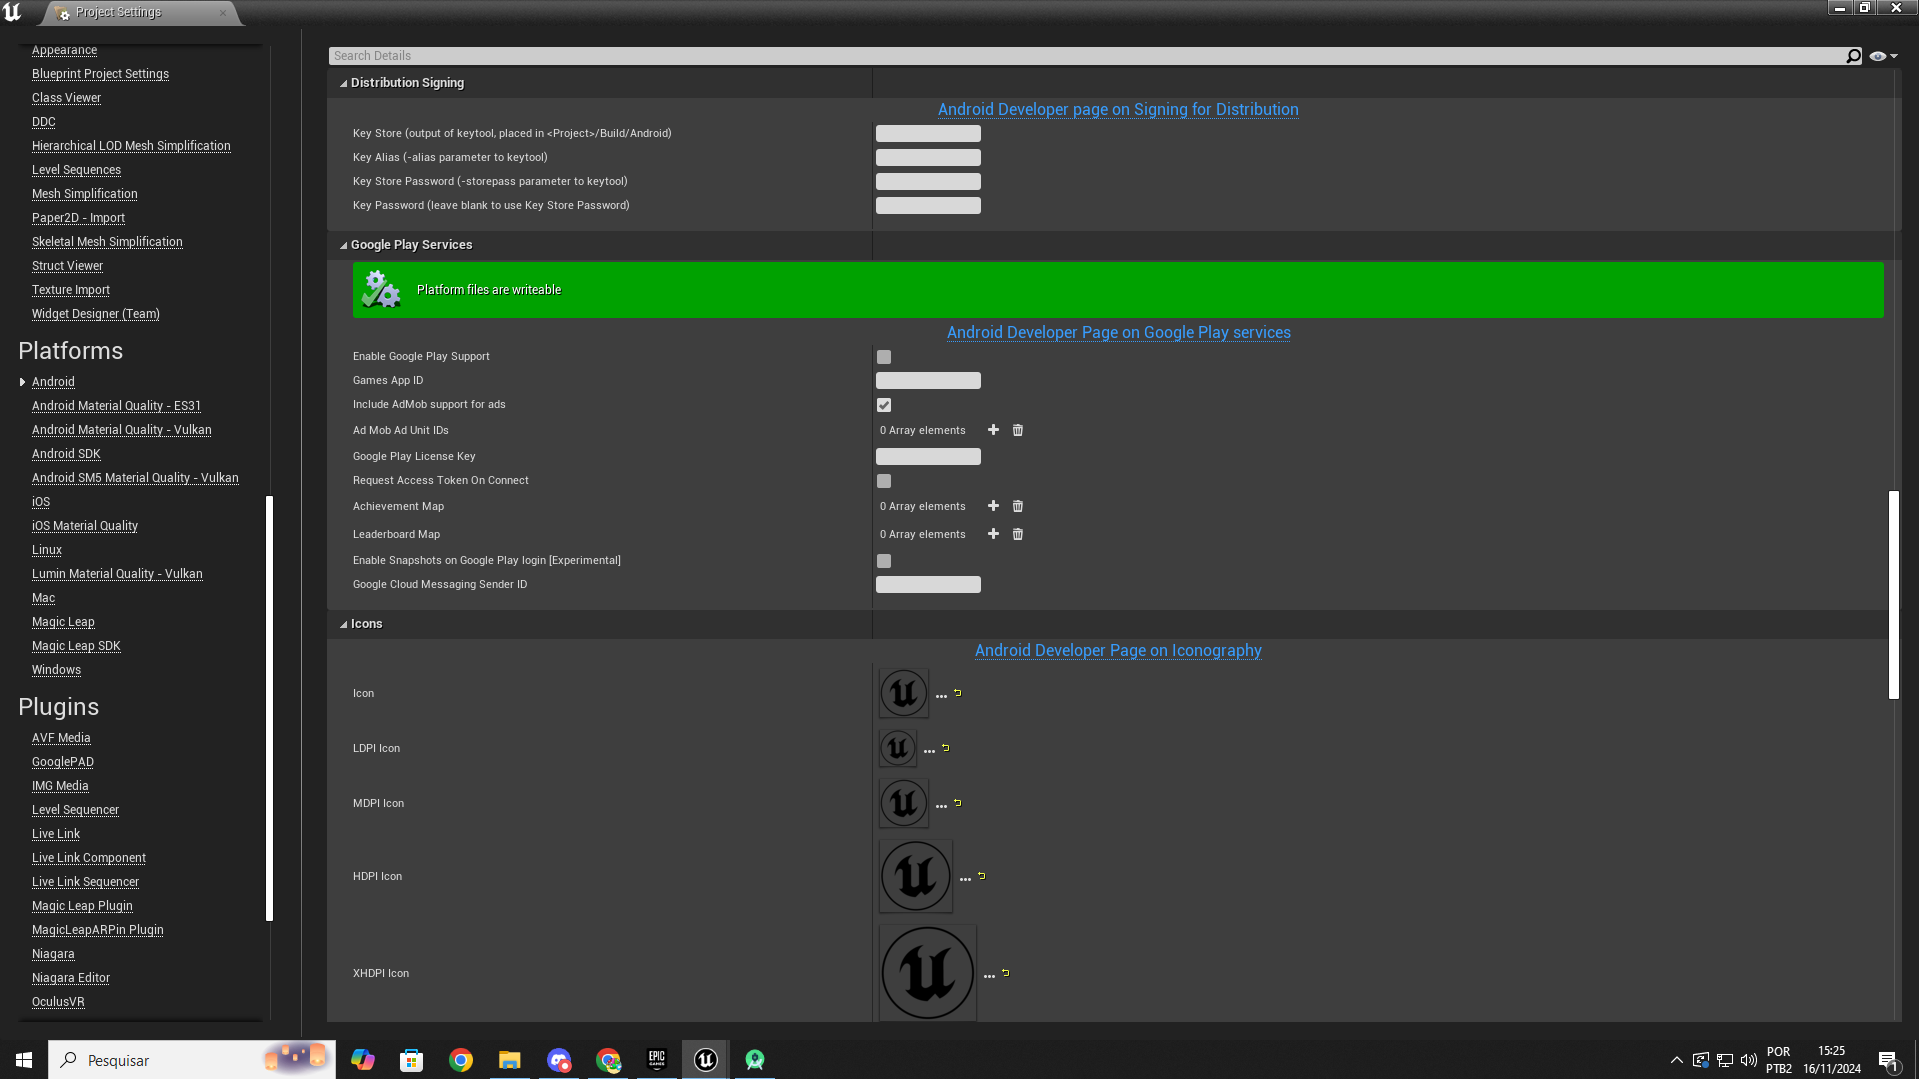 Project Settings
Appearance
Blueprint Project Settings
Class Viewer
DDC
Hierarchical LOD Mesh Simplification
Level Sequences
Mesh Simplification
Paper2D - Import
Skeletal Mesh Simplification
Struct Viewer
Texture Import
Widget Designer (Team)
Platforms
Android
Android Material Quality - ES31
Android Material Quality - Vulkan
Android SDK
Android SM5 Material Quality - Vulkan
iOS
iOS Material Quality
Linux
Lumin Material Quality - Vulkan
Mac
Magic Leap
Magic Leap SDK
Windows
Plugins
AVF Media
GooglePAD
IMG Media
Level Sequencer
Live Link
Live Link Component
Live Link Sequencer
Magic Leap Plugin
MagicLeapARPin Plugin
Niagara
Niagara Editor
OculusVR
Search Details
Distribution Signing
Android Developer page on Signing for Distribution
Key Store (output of keytool, placed in <Project>/Build/Android)
Key Alias (-alias parameter to keytool)
Key Store Password (-storepass parameter to keytool)
Key Password (leave blank to use Key Store Password)
Google Play Services
Platform files are writeable
Android Developer Page on Google Play services
Enable Google Play Support
Games App ID
Include AdMob support for ads
Ad Mob Ad Unit IDs 0 Array elements
Google Play License Key
Request Access Token On Connect
Achievement Map 0 Array elements
Leaderboard Map 0 Array elements
Enable Snapshots on Google Play login [Experimental]
Google Cloud Messaging Sender ID
Icons
Android Developer Page on Iconography
Icon
LDPI Icon
MDPI Icon
HDPI Icon
XHDPI Icon
Pesquisar
EPIC
GAMES
POR
PTB2
15:25
16/11/2024
1